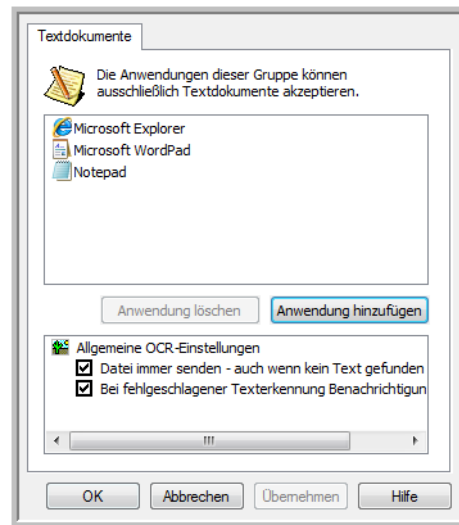 Textdokumente
Die Anwendungen dieser Gruppe können
ausschließlich Textdokumente akzeptieren.
Microsoft Explorer
Microsoft WordPad
Notepad
Anwendung löschen Anwendung hinzufügen
Allgemeine OCR-Einstellungen
Datei immer senden - auch wenn kein Text gefunden
Bei fehlgeschlagener Texterkennung Benachrichtigun
OK Abbrechen Übernehmen Hilfe